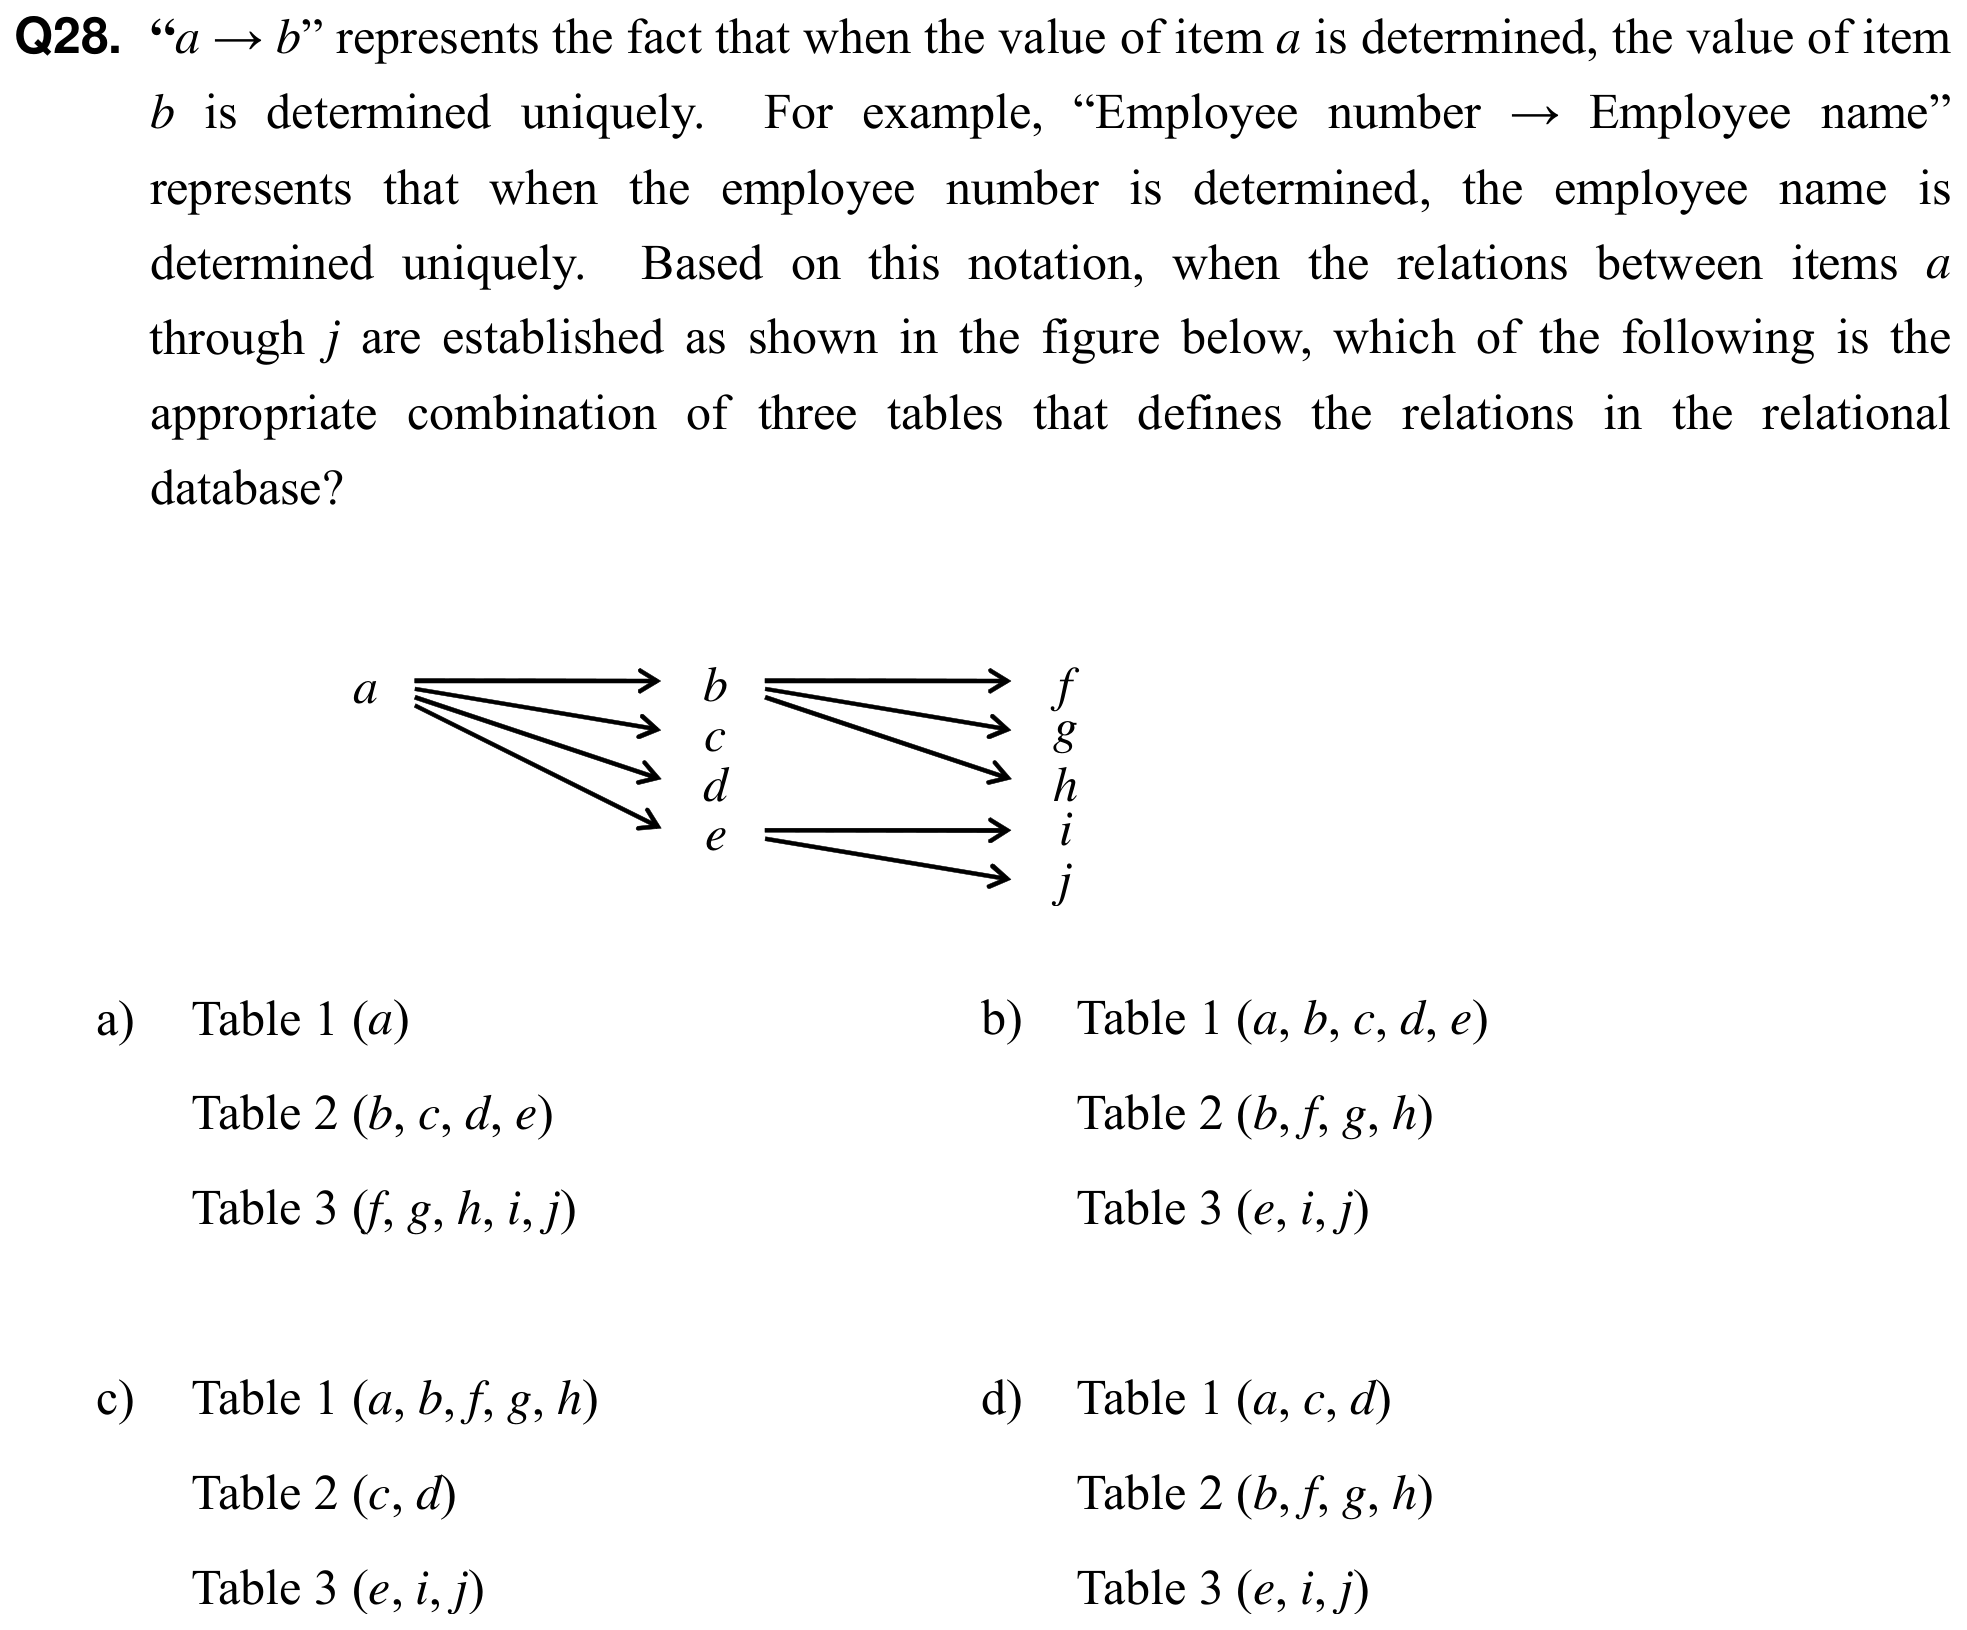 Q28. “a → b” represents the fact that when the value of item a is determined, the value of item
b is determined uniquely. For example, “Employee number → Employee name”
represents that when the employee number is determined, the employee name is
determined uniquely. Based on this notation, when the relations between items a
through j are established as shown in the figure below, which of the following is the
appropriate combination of three tables that defines the relations in the relational
database?
a b f
c g
d h
e i
j
a) Table 1 (a)
Table 2 (b, c, d, e)
Table 3 (f, g, h, i, j)
b) Table 1 (a, b, c, d, e)
Table 2 (b, f, g, h)
Table 3 (e, i, j)
c) Table 1 (a, b, f, g, h)
Table 2 (c, d)
Table 3 (e, i, j)
d) Table 1 (a, c, d)
Table 2 (b, f, g, h)
Table 3 (e, i, j)